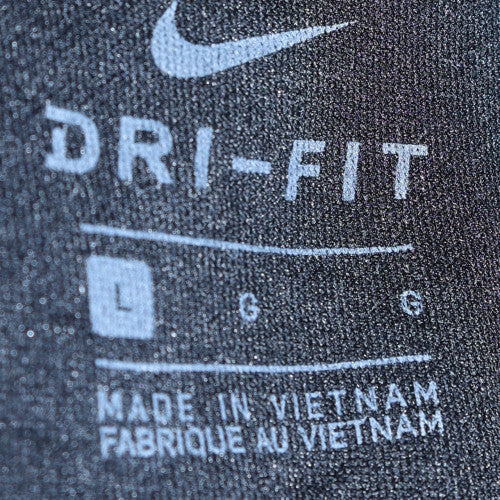 DRI-FIT
L G G
MADE IN VIETNAM
FABRIQUE AU VIETNAM